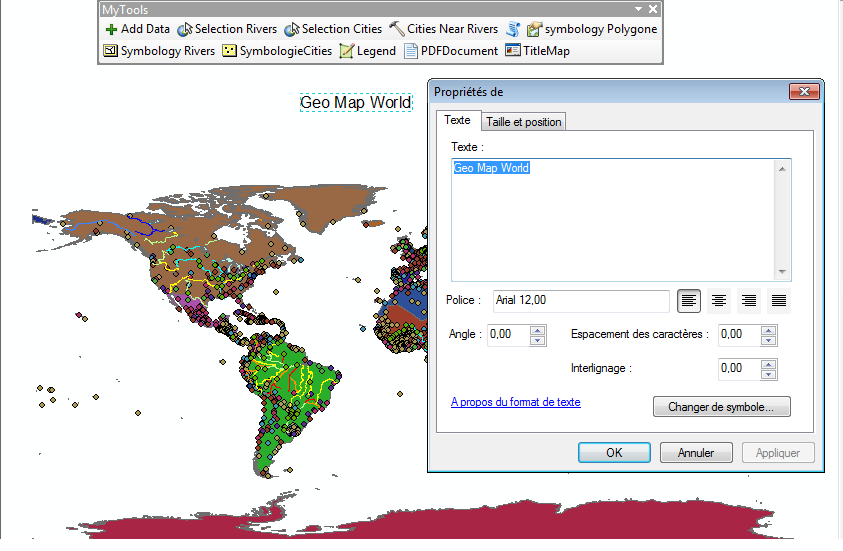 MyTools
Add Data Selection Rivers Selection Cities Cities Near Rivers symbology Polygone
Symbology Rivers SymbologieCities Legend PDFDocument TitleMap
Geo Map World
Propriétés de
Texte Taille et position
Texte :
Geo Map World
Police : Arial 12,00
Angle : 0,00 Espacement des caractères : 0,00
Interlignage : 0,00
A propos du format de texte Changer de symbole...
OK Annuler Appliquer